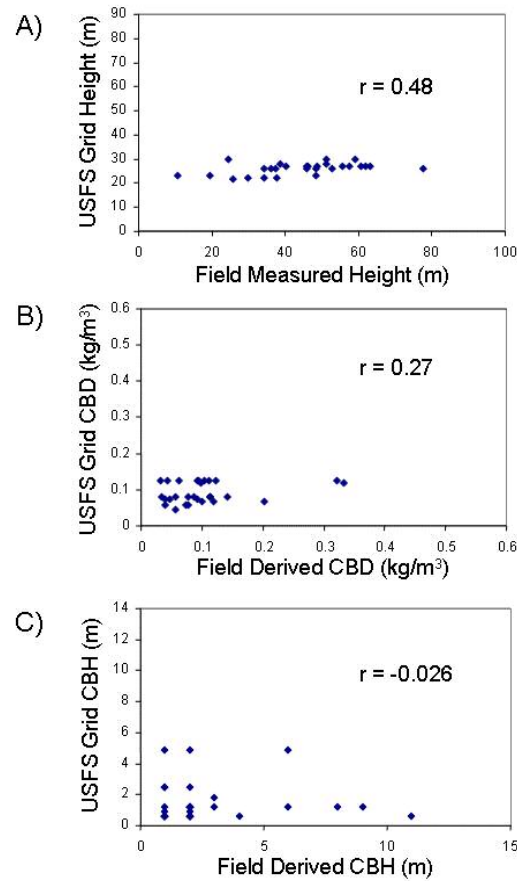 A)
USFS Grid Height (m)
90
80
70
60
50
40
30
20
10
0
r = 0.48
0 20 40 60 80 100
Field Measured Height (m)
B)
USFS Grid CBD (kg/m³)
0.6
0.5
0.4
0.3
0.2
0.1
0
r = 0.27
0 0.1 0.2 0.3 0.4 0.5 0.6
Field Derived CBD (kg/m³)
C)
USFS Grid CBH (m)
14
12
10
8
6
4
2
0
r = -0.026
0 5 10 15
Field Derived CBH (m)